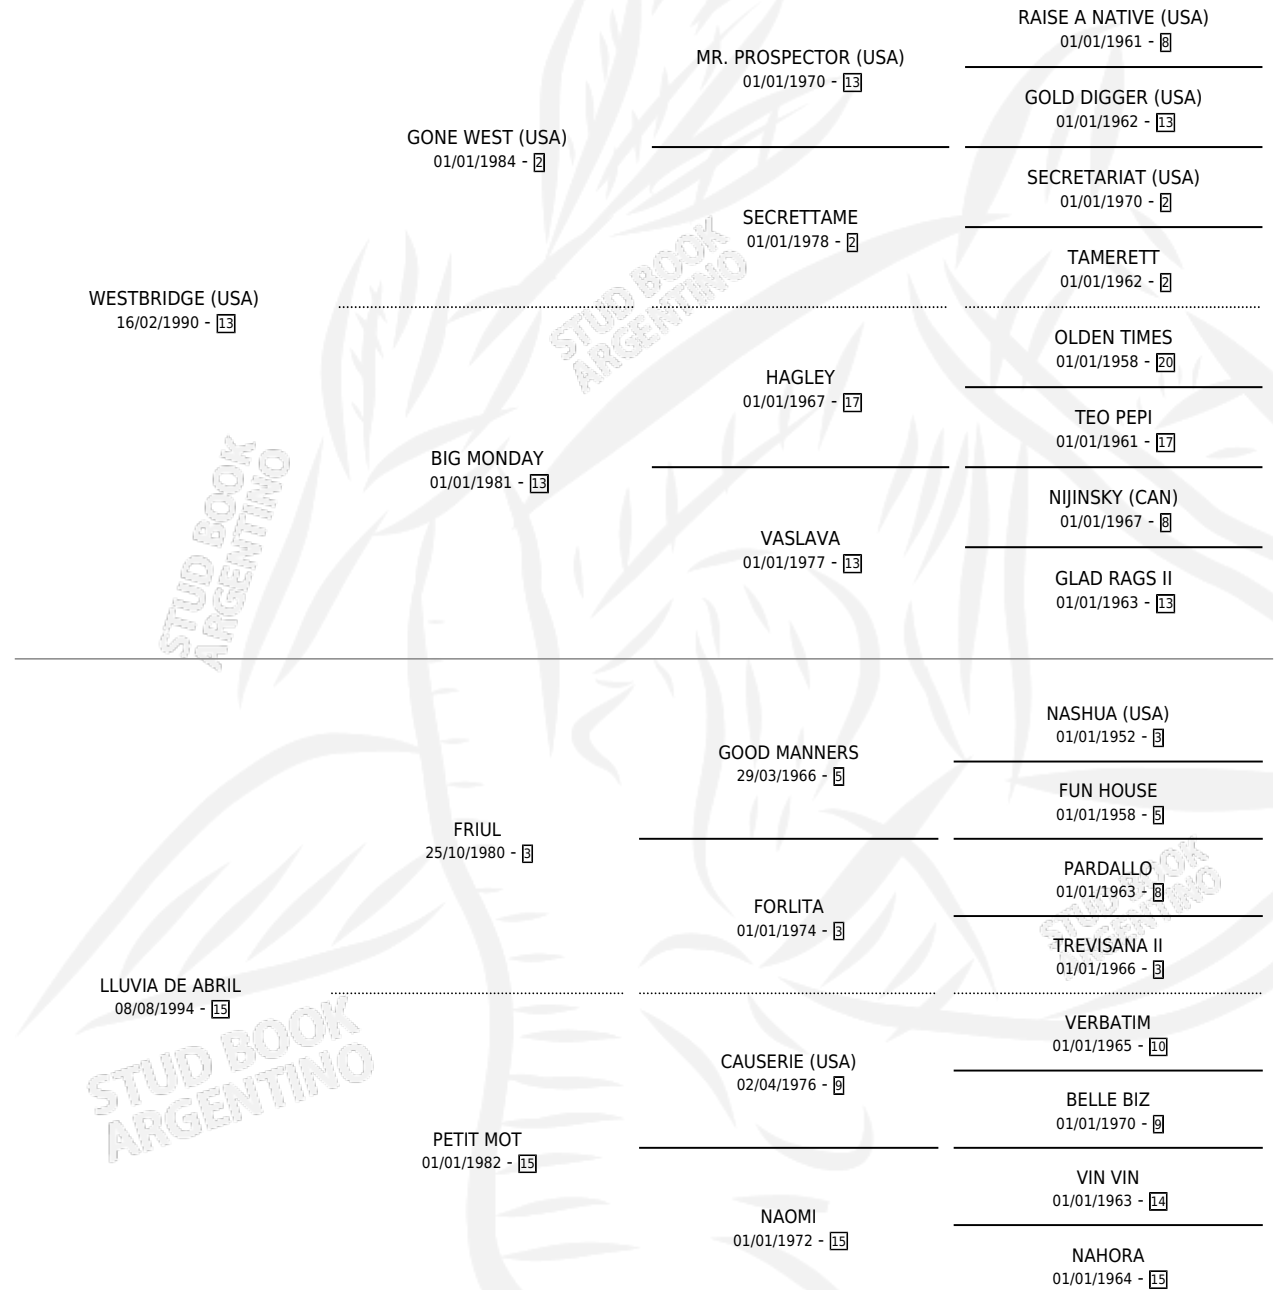 RAISE A NATIVE (USA)
01/01/1961 - 8
MR. PROSPECTOR (USA)
01/01/1970 - 13
GOLD DIGGER (USA)
01/01/1962 - 13
GONE WEST (USA)
01/01/1984 - 2
SECRETARIAT (USA)
01/01/1970 - 2
SECRETTAME
01/01/1978 - 2
TAMERETT
01/01/1962 - 2
WESTBRIDGE (USA)
16/02/1990 - 13
OLDEN TIMES
01/01/1958 - 20
HAGLEY
01/01/1967 - 17
TEO PEPI
01/01/1961 - 17
BIG MONDAY
01/01/1981 - 13
NIJINSKY (CAN)
01/01/1967 - 8
VASLAVA
01/01/1977 - 13
GLAD RAGS II
01/01/1963 - 13
NASHUA (USA)
01/01/1952 - 3
GOOD MANNERS
29/03/1966 - 5
FUN HOUSE
01/01/1958 - 5
FRIUL
25/10/1980 - 3
PARDALLO
01/01/1963 - 8
FORLITA
01/01/1974 - 3
TREVISANA II
01/01/1966 - 3
LLUVIA DE ABRIL
08/08/1994 - 15
VERBATIM
01/01/1965 - 10
CAUSERIE (USA)
02/04/1976 - 9
BELLE BIZ
01/01/1970 - 9
PETIT MOT
01/01/1982 - 15
VIN VIN
01/01/1963 - 14
NAOMI
01/01/1972 - 15
NAHORA
01/01/1964 - 15
STUD BOOK
ARGENTINO
STUD BOOK
ARGENTINO
STUD BOOK
ARGENTINO
STUD BOOK
ARGENTINO